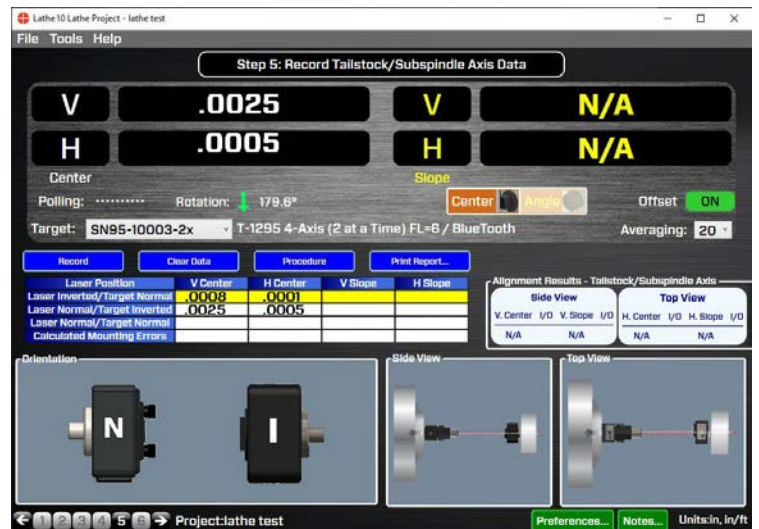 Lathe10 Lathe Project - lathe test
File Tools Help
Step 5: Record Tailstock/Subspindle Axis Data
V .0025 V N/A
H .0005 H N/A
Center Slope
Polling: ·········· Rotation: 179.6° Center Angle Offset ON
Target: SN95-10003-2x T-1295 4-Axis (2 at a Time) FL=6 / BlueTooth Averaging: 20
Record Clear Data Procedure Print Report...
Laser Position V Center H Center V Slope H Slope
Laser Inverted/Target Normal .0008 .0001
Laser Normal/Target Inverted .0025 .0005
Laser Normal/Target Normal
Calculated Mounting Errors
Alignment Results - Tailstock/Subspindle Axis
Side View Top View
V. Center I/O V. Slope I/O H. Center I/O H. Slope I/O
N/A N/A N/A N/A
Orientation Side View Top View
N I
1 2 3 4 5 6 Project:lathe test Preferences... Notes... Units:in, in/ft